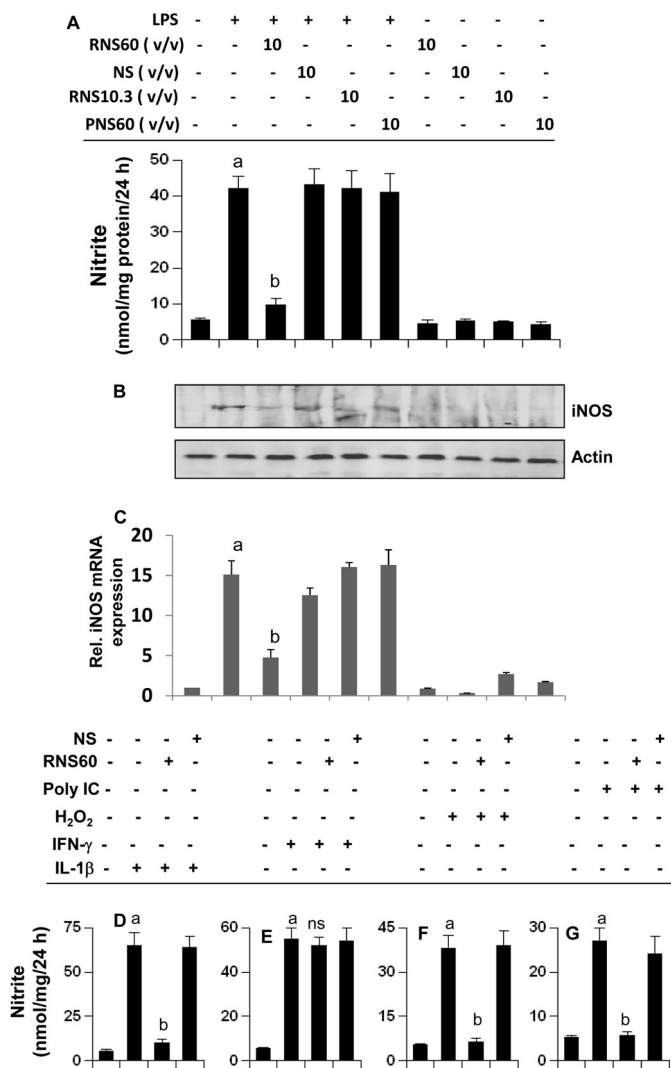 A LPS - + + + + + - - - -
RNS60 ( v/v) - - 10 - - - 10 - - -
NS ( v/v) - - - 10 - - - 10 - -
RNS10.3 ( v/v) - - - - 10 - - - 10 -
PNS60 ( v/v) - - - - - 10 - - - 10
Nitrite
(nmol/mg protein/24 h)
50
40
30
20
10
0
a
b
B
iNOS
Actin
C
Rel. iNOS mRNA
expression
20
15
10
5
0
a
b
NS - - - + - - - + - - - + - - - +
RNS60 - - + - - - + - - - + - - - + -
Poly IC - - - - - - - - - - - - - + + +
H₂O₂ - - - - - - - - - + + + - - - -
IFN-γ - - - - - + + + - - - - - - - -
IL-1β - + + + - - - - - - - - - - - -
Nitrite
(nmol/mg/24 h)
D
75
50
25
0
a
b
E
60
40
20
0
a
ns
F
45
30
15
0
a
b
G
30
20
10
0
a
b